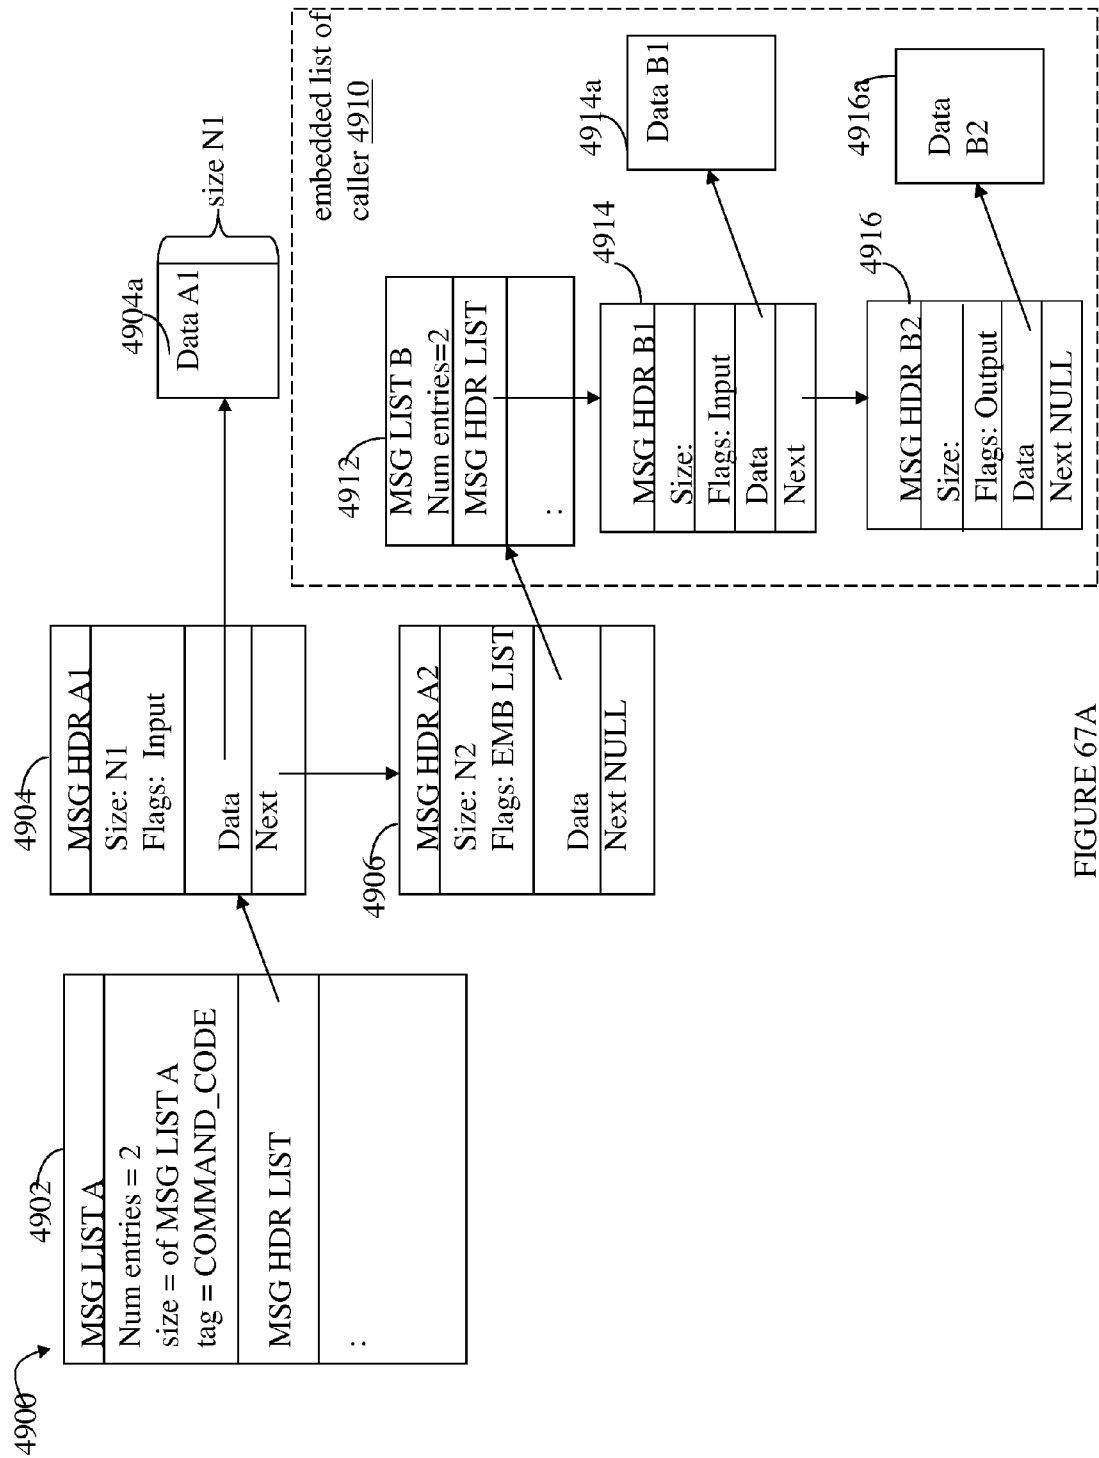 4900
4902
MSG LIST A
Num entries = 2
size = of MSG LIST A
tag = COMMAND_CODE
MSG HDR LIST
:
4904
MSG HDR A1
Size: N1
Flags: Input
Data
Next
4904a
Data A1
size N1
4906
MSG HDR A2
Size: N2
Flags: EMB LIST
Data
Next NULL
embedded list of
caller 4910
4912
MSG LIST B
Num entries=2
MSG HDR LIST
:
4914
MSG HDR B1
Size:
Flags: Input
Data
Next
4914a
Data B1
4916
MSG HDR B2
Size:
Flags: Output
Data
Next NULL
4916a
Data
B2
FIGURE 67A